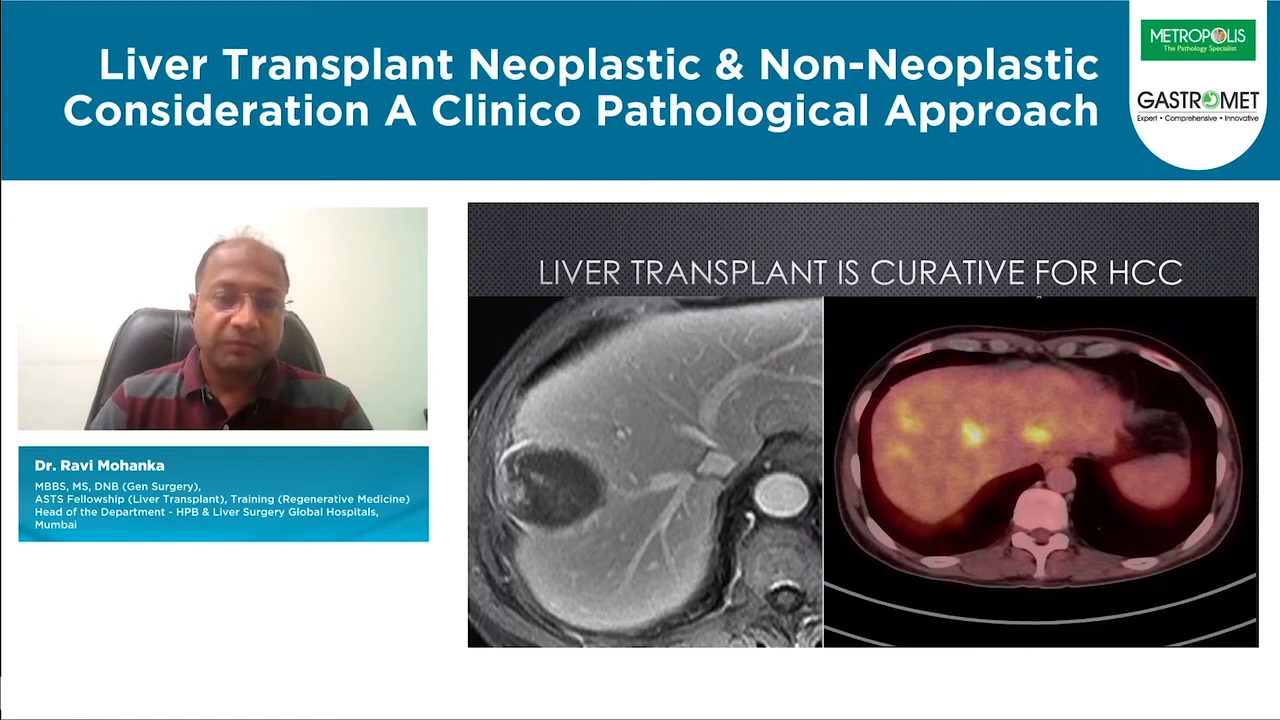 Liver Transplant Neoplastic & Non-Neoplastic
Consideration A Clinico Pathological Approach
METROPOLIS
The Pathology Specialist
GASTROMET
Expert • Comprehensive • Innovative
LIVER TRANSPLANT IS CURATIVE FOR HCC
Dr. Ravi Mohanka
MBBS, MS, DNB (Gen Surgery),
ASTS Fellowship (Liver Transplant), Training (Regenerative Medicine)
Head of the Department - HPB & Liver Surgery Global Hospitals,
Mumbai